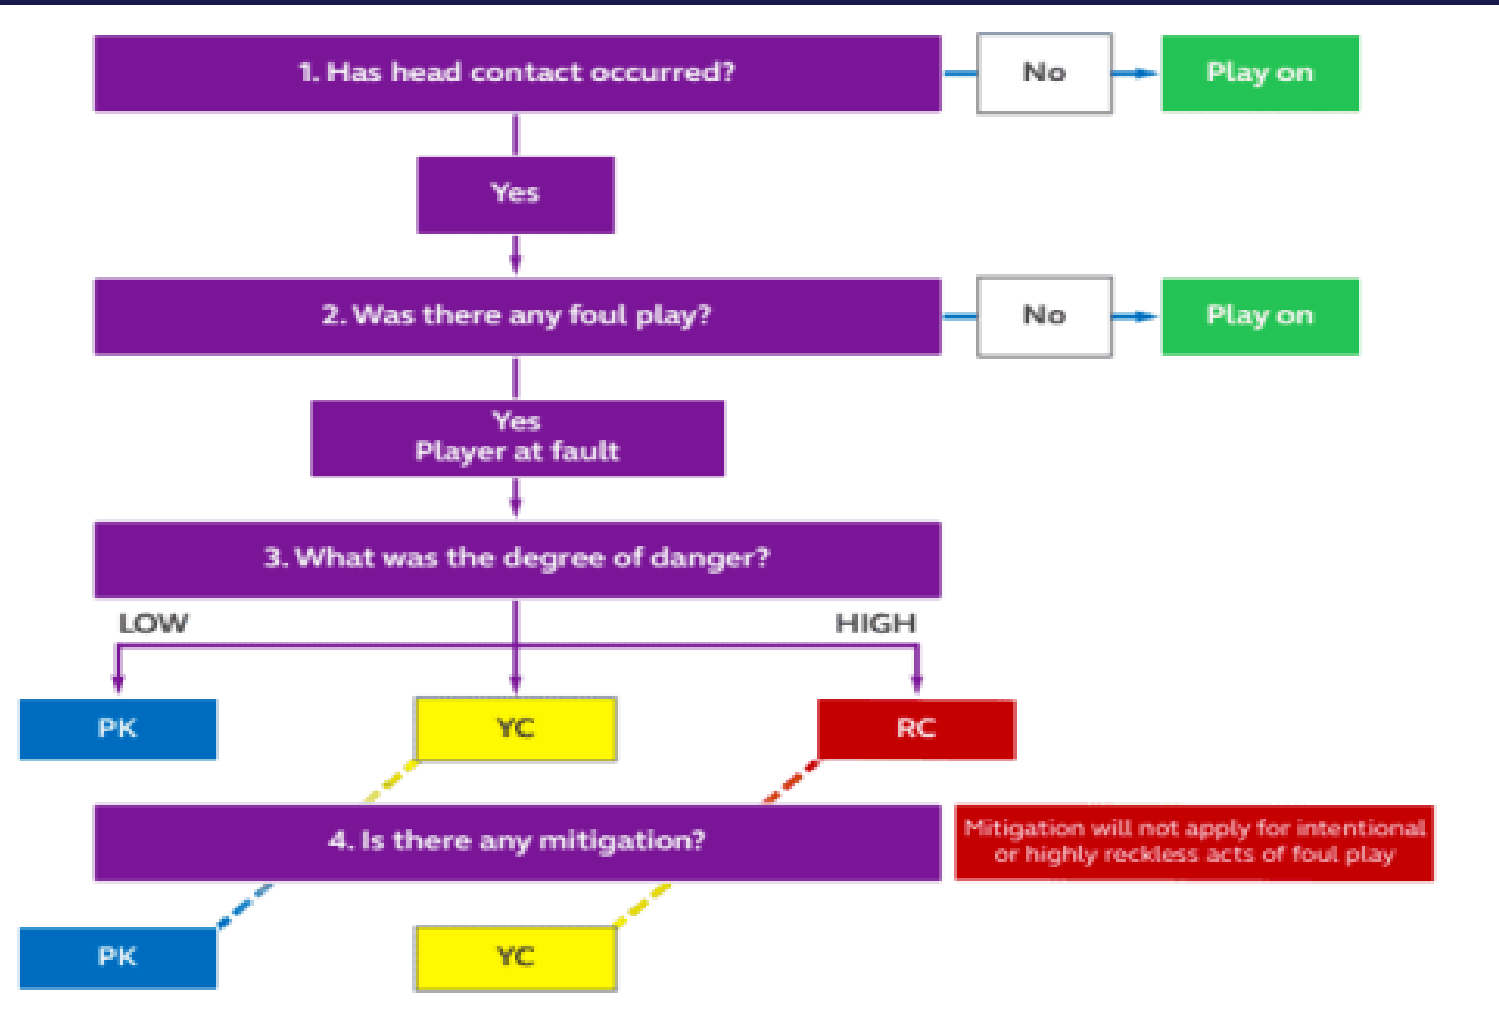 1. Has head contact occurred?
No
Play on
Yes
2. Was there any foul play?
No
Play on
Yes
Player at fault
3. What was the degree of danger?
LOW
HIGH
PK
YC
RC
4. Is there any mitigation?
Mitigation will not apply for intentional
or highly reckless acts of foul play
PK
YC